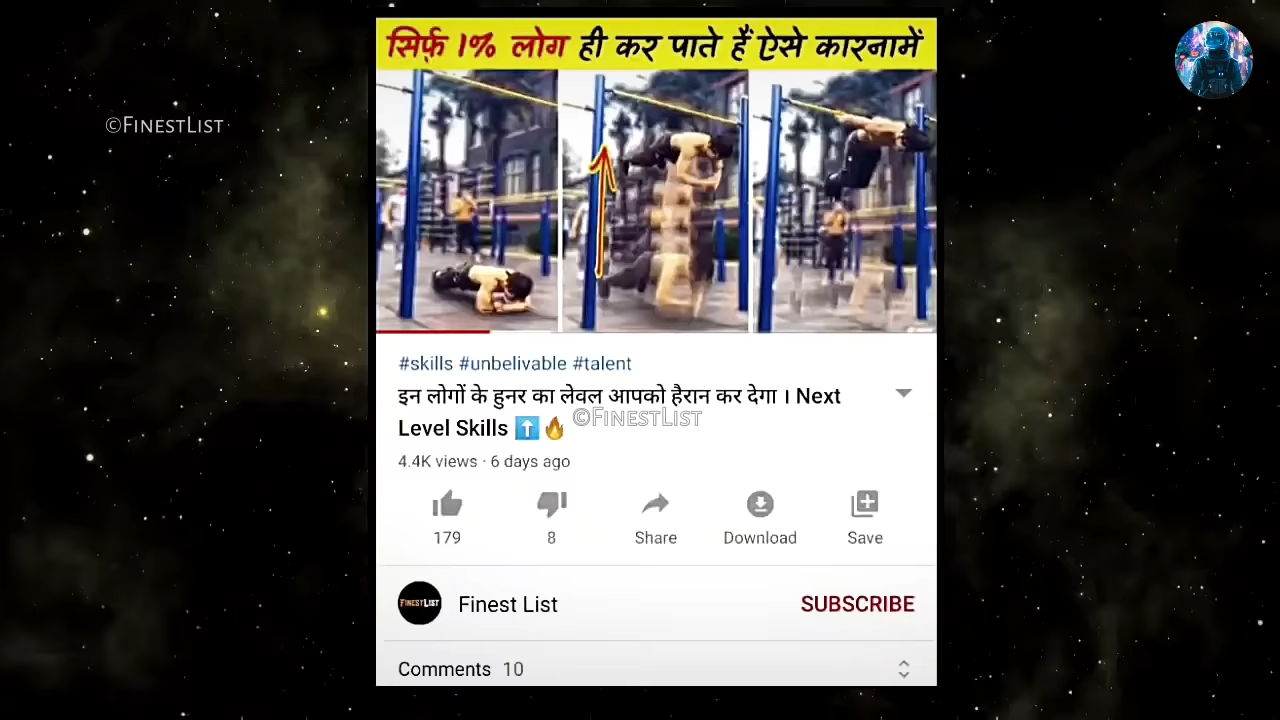 सिर्फ़ 1% लोग ही कर पाते हैं ऐसे कारनामें
©FINESTLIST
#skills #unbelivable #talent
इन लोगों के हुनर का लेवल आपको हैरान कर देगा । Next
Level Skills ⬆️🔥
©FINESTLIST
4.4K views · 6 days ago
179
8
Share
Download
Save
FINESTLIST
Finest List
SUBSCRIBE
Comments 10